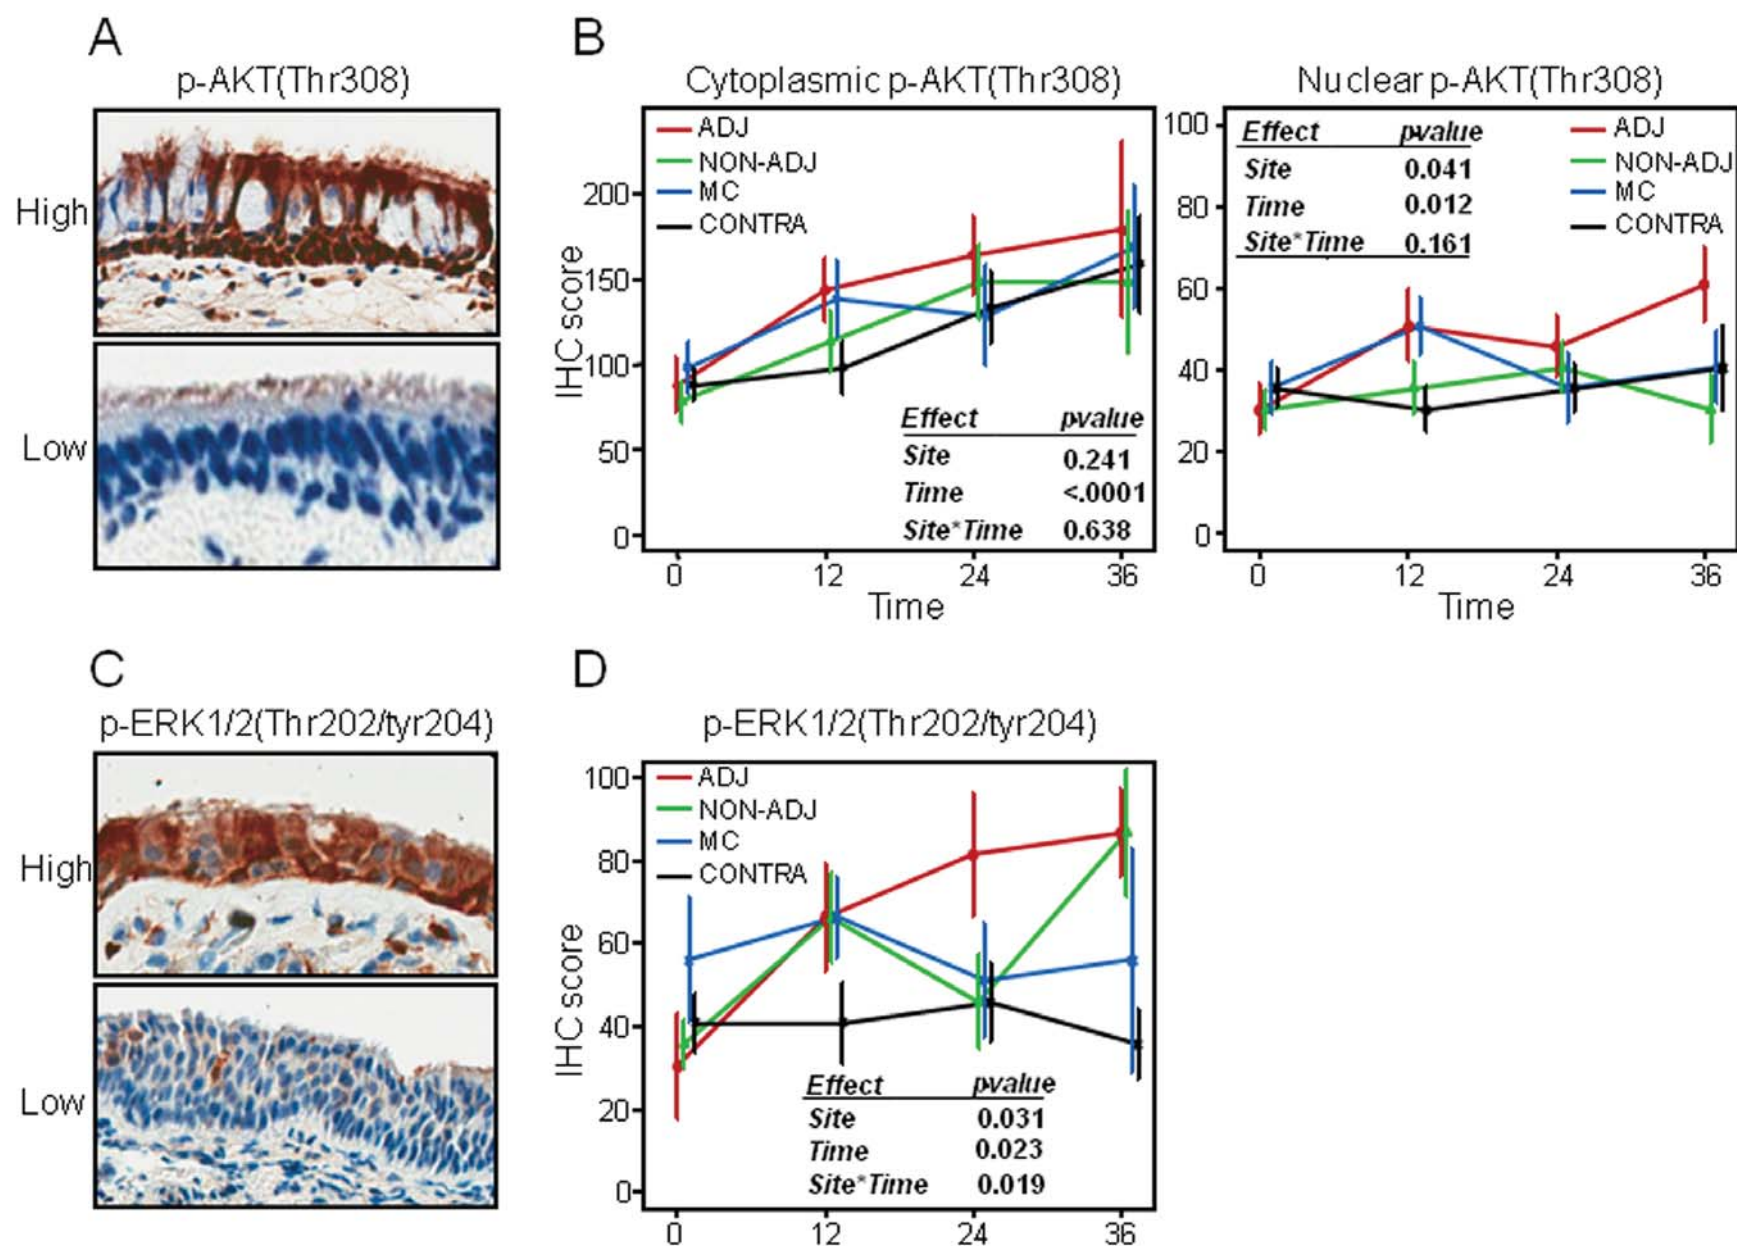 A
p-AKT(Thr308)
High
Low
B
Cytoplasmic p-AKT(Thr308)
ADJ
NON-ADJ
MC
CONTRA
IHC score
200
150
100
50
0
Effect pvalue
Site 0.241
Time <.0001
Site*Time 0.638
0 12 24 36
Time
Nuclear p-AKT(Thr308)
100
80
60
40
20
0
Effect pvalue
Site 0.041
Time 0.012
Site*Time 0.161
ADJ
NON-ADJ
MC
CONTRA
0 12 24 36
Time
C
p-ERK1/2(Thr202/tyr204)
High
Low
D
p-ERK1/2(Thr202/tyr204)
ADJ
NON-ADJ
MC
CONTRA
IHC score
100
80
60
40
20
0
Effect pvalue
Site 0.031
Time 0.023
Site*Time 0.019
0 12 24 36